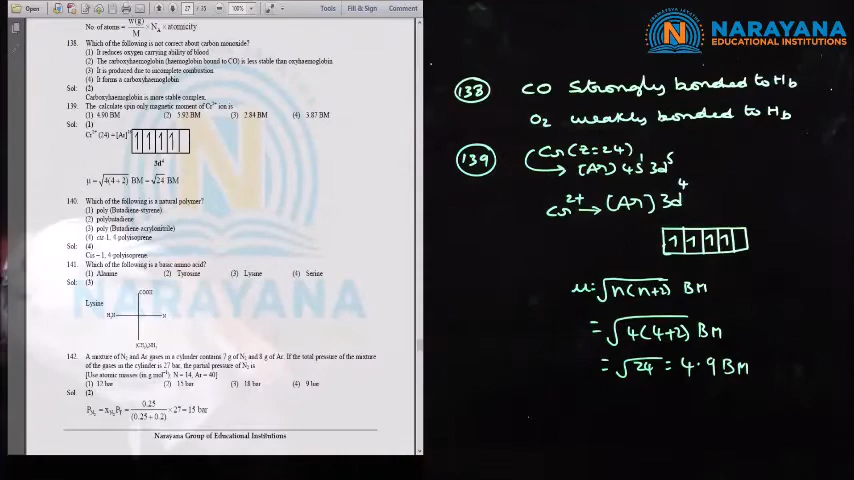 Open
27
/ 35
100%
Tools
Fill & Sign
Comment
No. of atoms = w(g)/M × N_A × atomicity
138. Which of the following is not correct about carbon monoxide?
(1) It reduces oxygen carrying ability of blood
(2) The carboxyhaemoglobin (haemoglobin bound to CO) is less stable than oxyhaemoglobin
(3) It is produced due to incomplete combustion
(4) It forms a carboxyhaemoglobin
Sol: (2)
Carboxyhaemoglobin is more stable complex.
139. The calculate spin only magnetic moment of Cr²⁺ ion is
(1) 4.90 BM (2) 5.92 BM (3) 2.84 BM (4) 3.87 BM
Sol: (1)
Cr²⁺ (24) = [Ar]¹⁸ 1 1 1 1
3d⁴
μ = √4(4+2) BM = √24 BM
140. Which of the following is a natural polymer?
(1) poly (Butadiene-styrene)
(2) polybutadiene
(3) poly (Butadiene-acrylonitrile)
(4) cis-1, 4-polyisoprene
Sol: (4)
Cis – 1, 4-polyisoprene.
141. Which of the following is a basic amino acid?
(1) Alanine (2) Tyrosine (3) Lysine (4) Serine
Sol: (3)
COOH
Lysine
H₂N H
(CH₂)₄NH₂
142. A mixture of N₂ and Ar gases in a cylinder contains 7 g of N₂ and 8 g of Ar. If the total pressure of the mixture
of the gases in the cylinder is 27 bar, the partial pressure of N₂ is
[Use atomic masses (in g mol⁻¹): N = 14, Ar = 40]
(1) 12 bar (2) 15 bar (3) 18 bar (4) 9 bar
Sol: (2)
P_N₂ = x_N₂ P_T = 0.25/(0.25 + 0.2) × 27 = 15 bar
Narayana Group of Educational Institutions
NARAYANA
NARAYANA
EDUCATIONAL INSTITUTIONS
138 CO Strongly bonded to Hb
O₂ weakly bonded to Hb
139 Cr (Z=24)
[Ar] 4s¹ 3d⁵
Cr²⁺ → [Ar] 3d⁴
1 1 1 1
μ = √n(n+2) BM
= √4(4+2) BM
= √24 = 4.9 BM